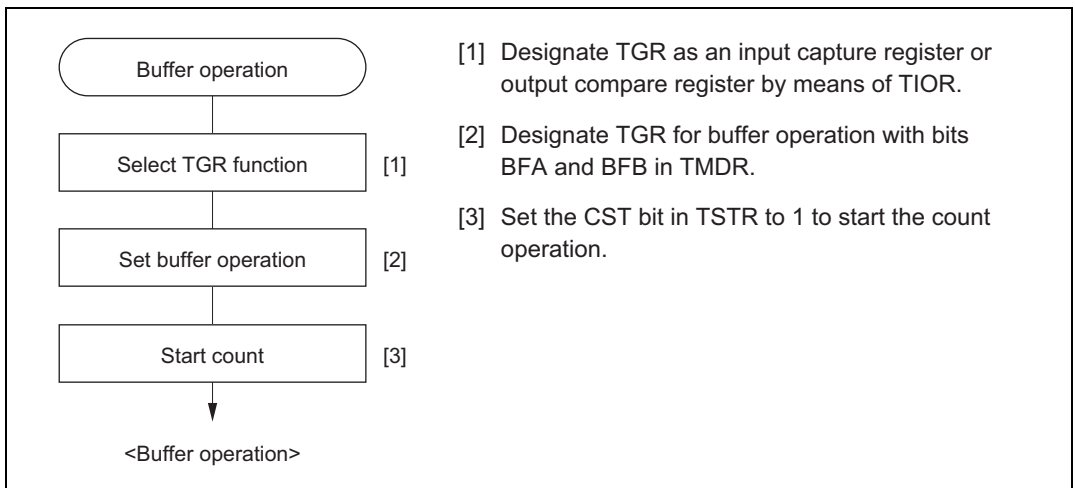 Buffer operation
Select TGR function
[1]
Set buffer operation
[2]
Start count
[3]
<Buffer operation>
[1] Designate TGR as an input capture register or
output compare register by means of TIOR.
[2] Designate TGR for buffer operation with bits
BFA and BFB in TMDR.
[3] Set the CST bit in TSTR to 1 to start the count
operation.